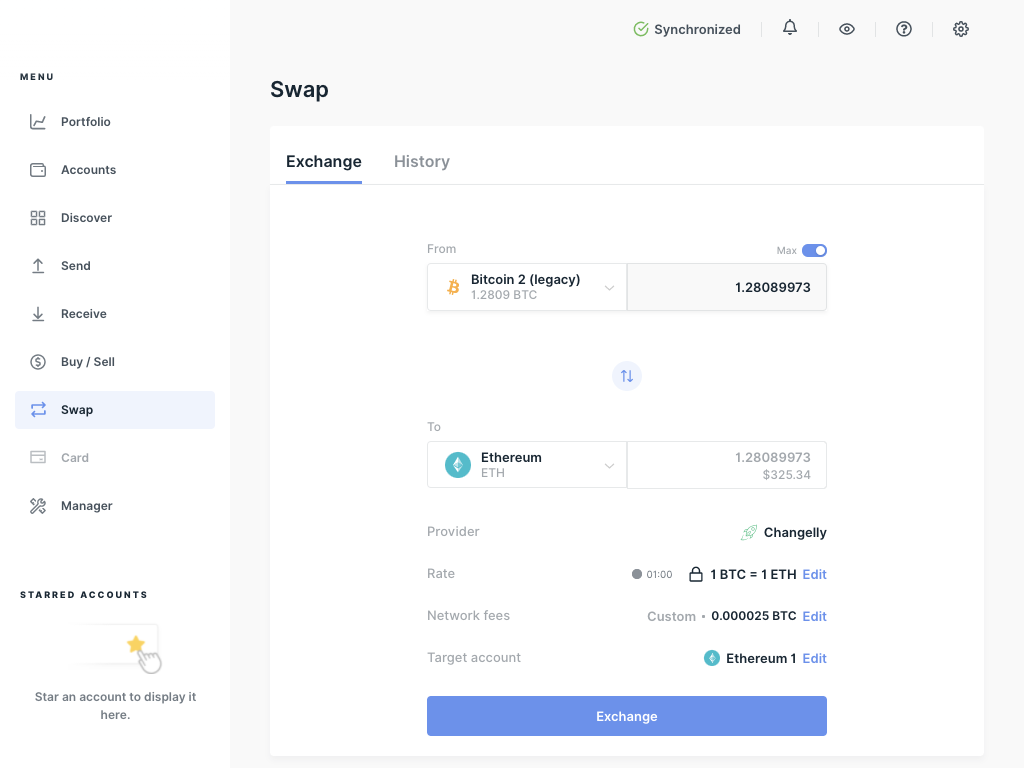 Synchronized
MENU
Portfolio
Accounts
Discover
Send
Receive
Buy / Sell
Swap
Card
Manager
STARRED ACCOUNTS
Star an account to display it
here.
Swap
Exchange History
From Max
Bitcoin 2 (legacy) 1.28089973
1.2809 BTC
To
Ethereum 1.28089973
ETH $325.34
Provider Changelly
Rate 01:00 1 BTC = 1 ETH Edit
Network fees Custom • 0.000025 BTC Edit
Target account Ethereum 1 Edit
Exchange